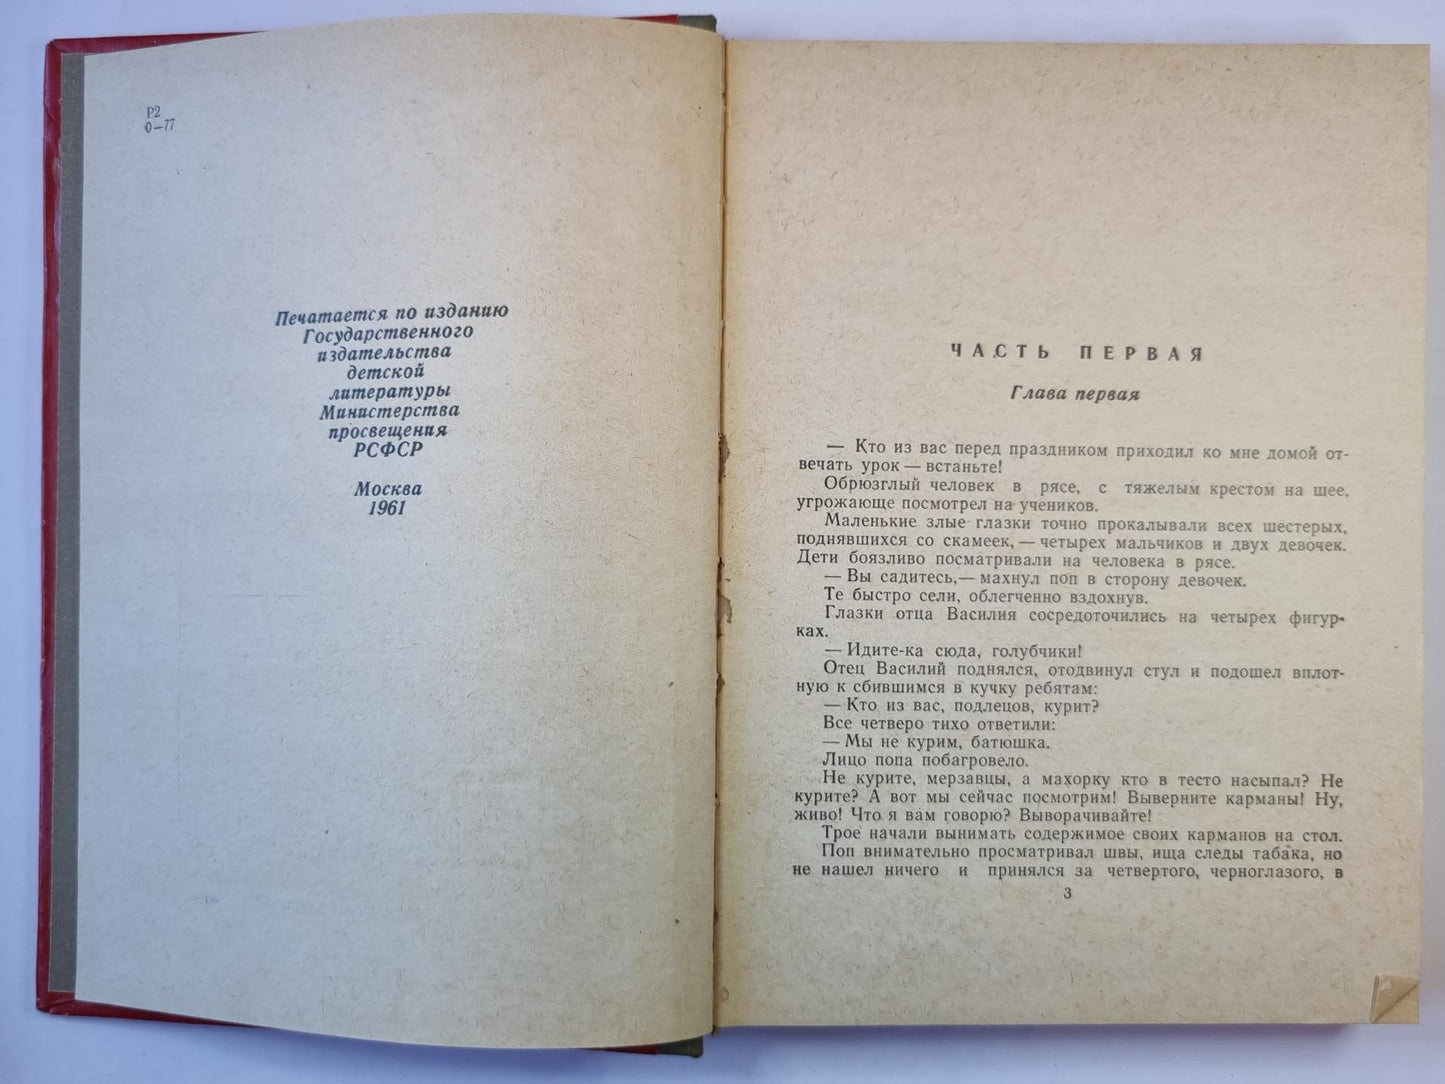 Р2
О—77
Печатается по изданию
Государственного
издательства
детской
литературы
Министерства
просвещения
РСФСР
Москва
1961
ЧАСТЬ ПЕРВАЯ
Глава первая
— Кто из вас перед праздником приходил ко мне домой от-
вечать урок — встаньте!
Обрюзглый человек в рясе, с тяжелым крестом на шее,
угрожающе посмотрел на учеников.
Маленькие злые глазки точно прокалывали всех шестерых,
поднявшихся со скамеек, — четырех мальчиков и двух девочек.
Дети боязливо посматривали на человека в рясе.
— Вы садитесь,— махнул поп в сторону девочек.
Те быстро сели, облегченно вздохнув.
Глазки отца Василия сосредоточились на четырех фигур-
ках.
— Идите-ка сюда, голубчики!
Отец Василий поднялся, отодвинул стул и подошел вплот-
ную к сбившимся в кучку ребятам:
— Кто из вас, подлецов, курит?
Все четверо тихо ответили:
— Мы не курим, батюшка.
Лицо попа побагровело.
Не курите, мерзавцы, а махорку кто в тесто насыпал? Не
курите? А вот мы сейчас посмотрим! Выверните карманы! Ну,
живо! Что я вам говорю? Выворачивайте!
Трое начали вынимать содержимое своих карманов на стол.
Поп внимательно просматривал швы, ища следы табака, но
не нашел ничего и принялся за четвертого, черноглазого, в
3